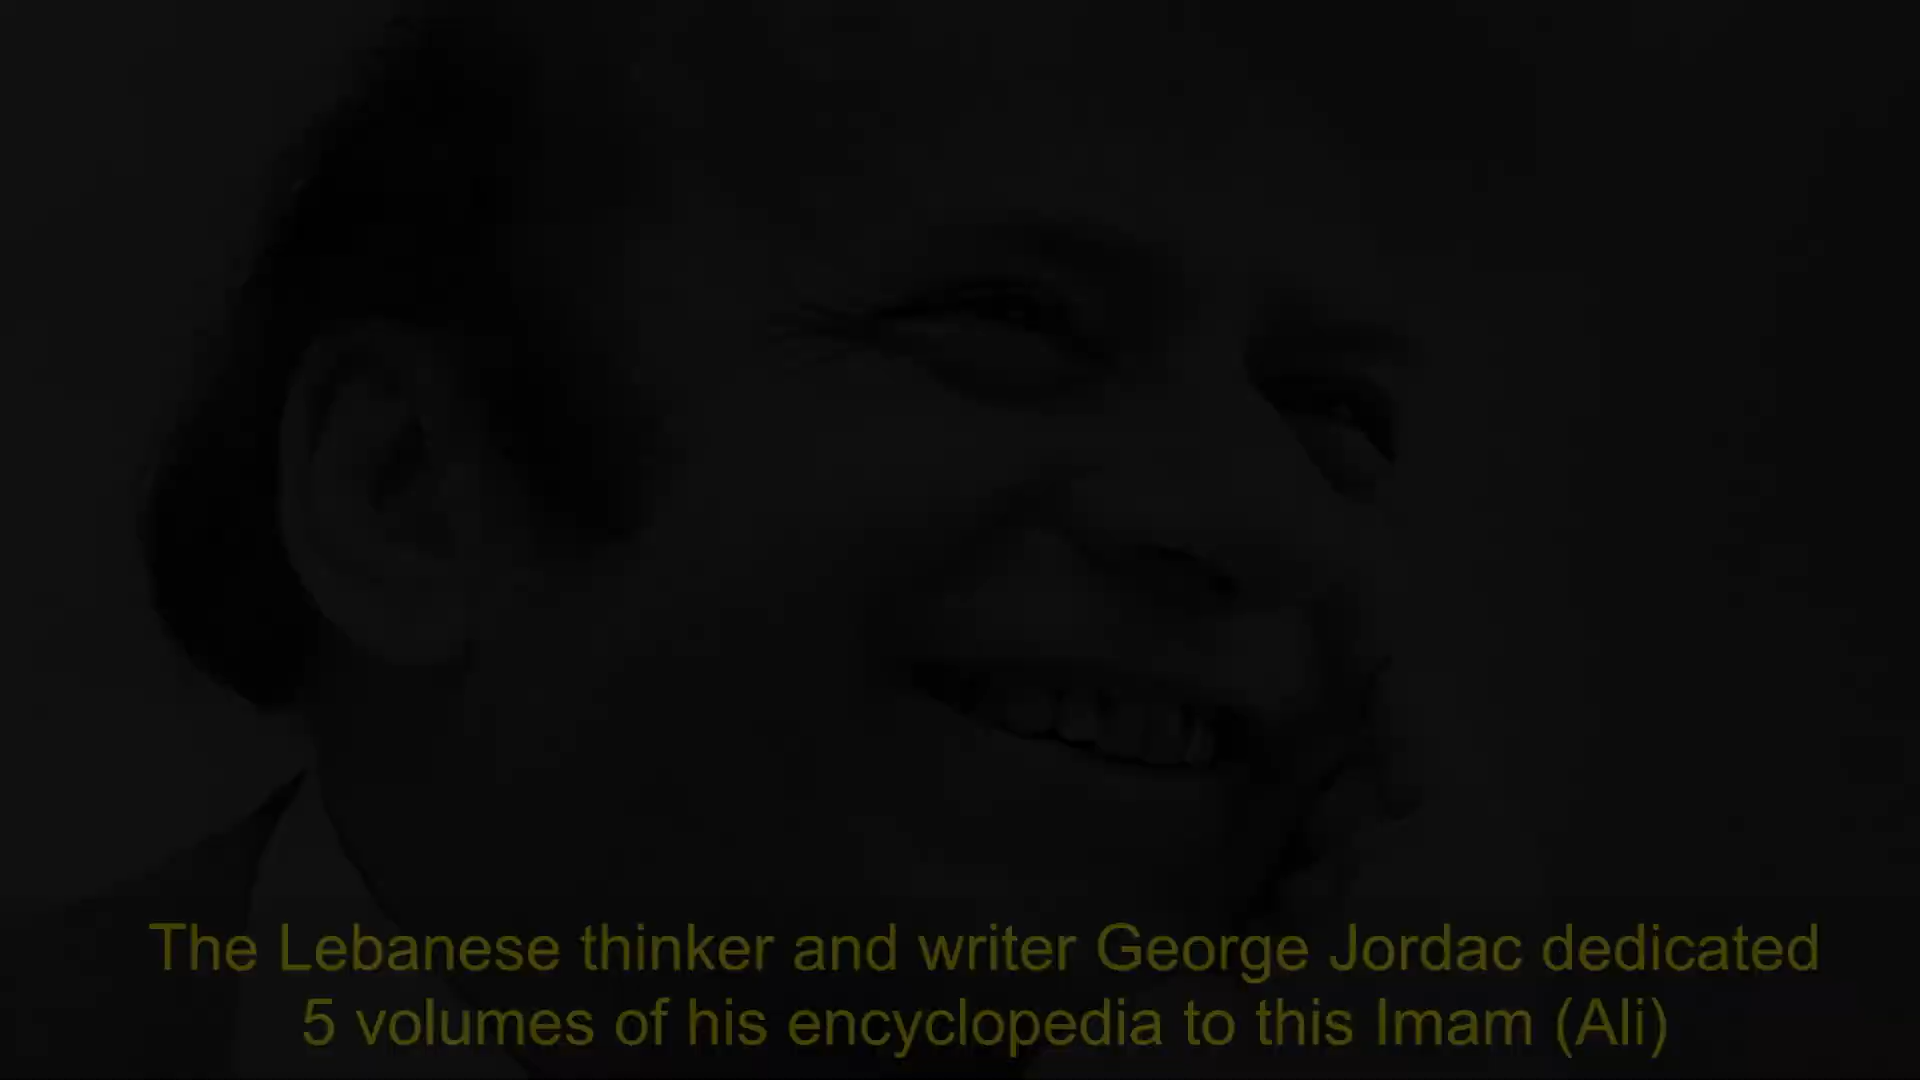 The Lebanese thinker and writer George Jordac dedicated
5 volumes of his encyclopedia to this Imam (Ali)